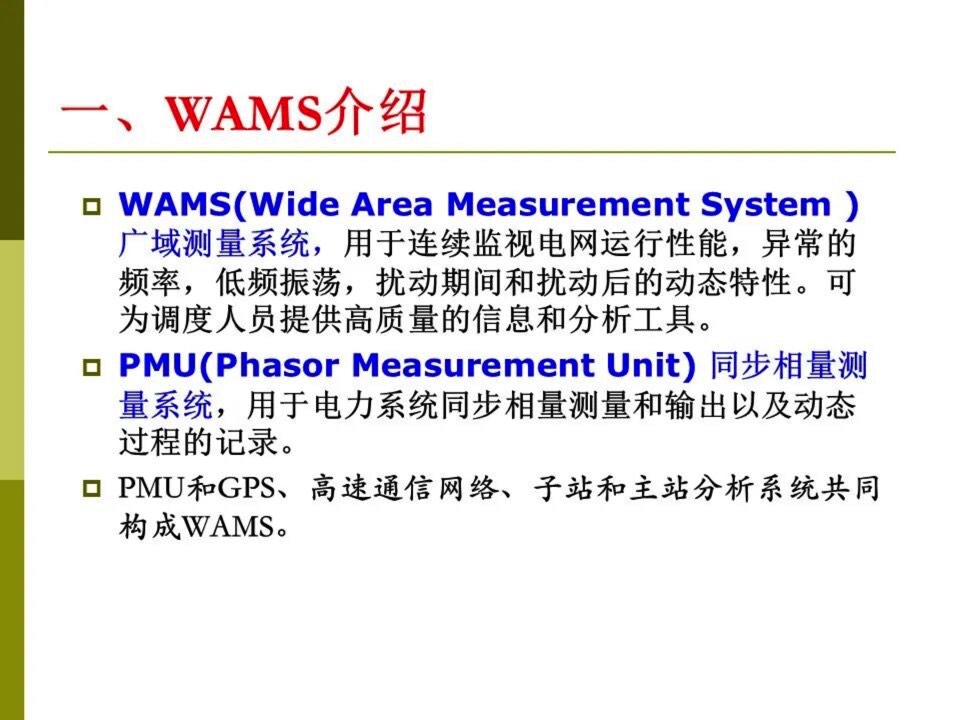 一、WAMS介绍
WAMS(Wide Area Measurement System )
广域测量系统，用于连续监视电网运行性能，异常的
频率，低频振荡，扰动期间和扰动后的动态特性。可
为调度人员提供高质量的信息和分析工具。
PMU(Phasor Measurement Unit) 同步相量测
量系统，用于电力系统同步相量测量和输出以及动态
过程的记录。
PMU和GPS、高速通信网络、子站和主站分析系统共同
构成WAMS。